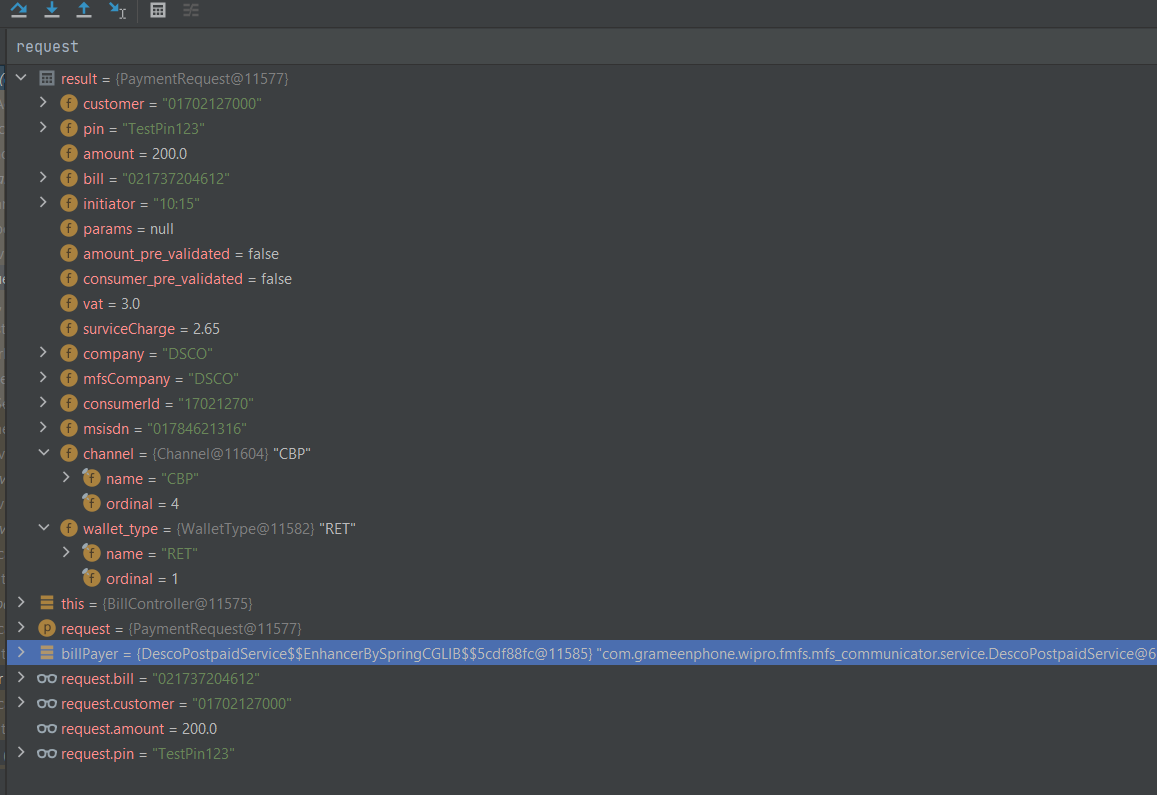 request
result = {PaymentRequest@11577}
f customer = "01702127000"
f pin = "TestPin123"
f amount = 200.0
f bill = "021737204612"
f initiator = "10:15"
f params = null
f amount_pre_validated = false
f consumer_pre_validated = false
f vat = 3.0
f surviceCharge = 2.65
f company = "DSCO"
f mfsCompany = "DSCO"
f consumerId = "17021270"
f msisdn = "01784621316"
f channel = {Channel@11604} "CBP"
f name = "CBP"
f ordinal = 4
f wallet_type = {WalletType@11582} "RET"
f name = "RET"
f ordinal = 1
this = {BillController@11575}
p request = {PaymentRequest@11577}
billPayer = {DescoPostpaidService$$EnhancerBySpringCGLIB$$5cdf88fc@11585} "com.grameenphone.wipro.fmfs.mfs_communicator.service.DescoPostpaidService@6
request.bill = "021737204612"
request.customer = "01702127000"
request.amount = 200.0
request.pin = "TestPin123"